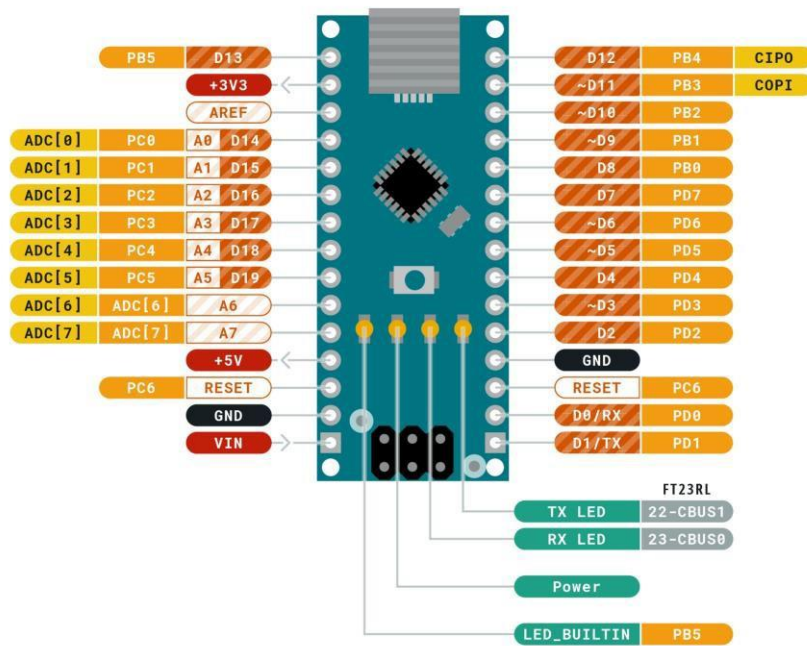 PB5 D13 D12 PB4 CIPO
+3V3 ~D11 PB3 COPI
AREF ~D10 PB2
ADC[0] PC0 A0 D14 ~D9 PB1
ADC[1] PC1 A1 D15 D8 PB0
ADC[2] PC2 A2 D16 D7 PD7
ADC[3] PC3 A3 D17 ~D6 PD6
ADC[4] PC4 A4 D18 ~D5 PD5
ADC[5] PC5 A5 D19 D4 PD4
ADC[6] ADC[6] A6 ~D3 PD3
ADC[7] ADC[7] A7 D2 PD2
+5V GND
PC6 RESET RESET PC6
GND D0/RX PD0
VIN D1/TX PD1
FT23RL
TX LED 22-CBUS1
RX LED 23-CBUS0
Power
LED_BUILTIN PB5